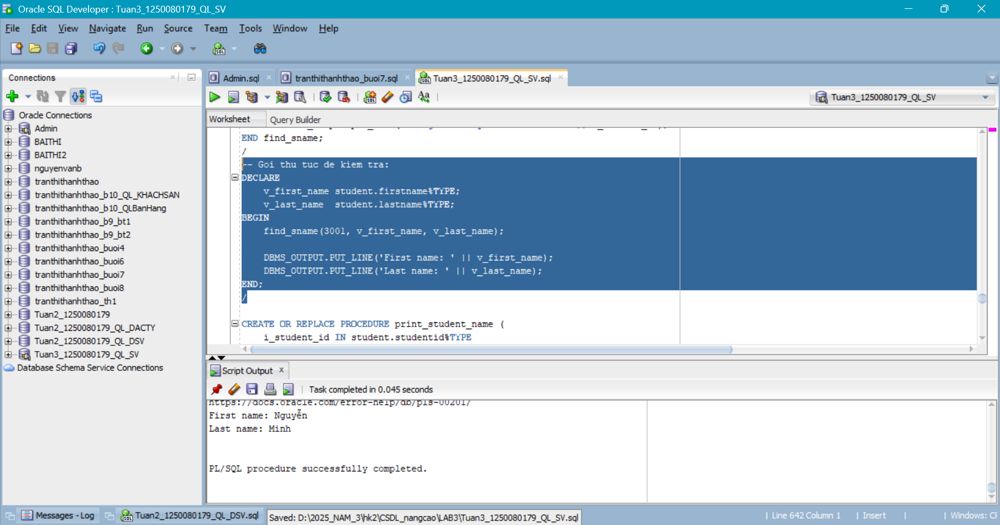 Oracle SQL Developer : Tuan3_1250080179_QL_SV
File Edit View Navigate Run Source Team Tools Window Help
Connections
Oracle Connections
Admin
BAITHI
BAITHI2
nguyenvanb
tranthithanhthao
tranthithanhthao_b10_QL_KHACHSAN
tranthithanhthao_b10_QLBanHang
tranthithanhthao_b9_bt1
tranthithanhthao_b9_bt2
tranthithanhthao_buoi4
tranthithanhthao_buoi6
tranthithanhthao_buoi7
tranthithanhthao_buoi8
tranthithanhthao_th1
Tuan2_1250080179
Tuan2_1250080179_QL_DACTY
Tuan2_1250080179_QL_DSV
Tuan3_1250080179_QL_SV
Database Schema Service Connections
Admin.sql tranthithanhthao_buoi7.sql Tuan3_1250080179_QL_SV.sql
Tuan3_1250080179_QL_SV
Worksheet Query Builder
END find_sname;
/
-- Goi thu tuc de kiem tra:
DECLARE
v_first_name student.firstname%TYPE;
v_last_name student.lastname%TYPE;
BEGIN
find_sname(3001, v_first_name, v_last_name);
DBMS_OUTPUT.PUT_LINE('First name: ' || v_first_name);
DBMS_OUTPUT.PUT_LINE('Last name: ' || v_last_name);
END;
/
CREATE OR REPLACE PROCEDURE print_student_name (
i_student_id IN student.studentid%TYPE
Script Output
Task completed in 0.045 seconds
https://docs.oracle.com/error-help/db/pls-00201/
First name: Nguyễn
Last name: Minh
PL/SQL procedure successfully completed.
Messages - Log Tuan2_1250080179_QL_DSV.sql Saved: D:\2025_NAM_3\hk2\CSDL_nangcao\LAB3\Tuan3_1250080179_QL_SV.sql
Line 642 Column 1 Insert Windows: